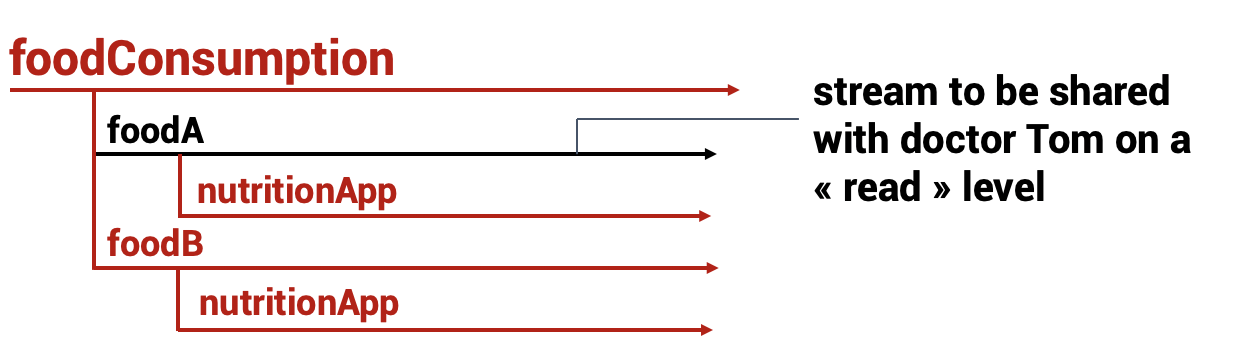 foodConsumption
foodA
nutritionApp
foodB
nutritionApp
stream to be shared
with doctor Tom on a
« read » level